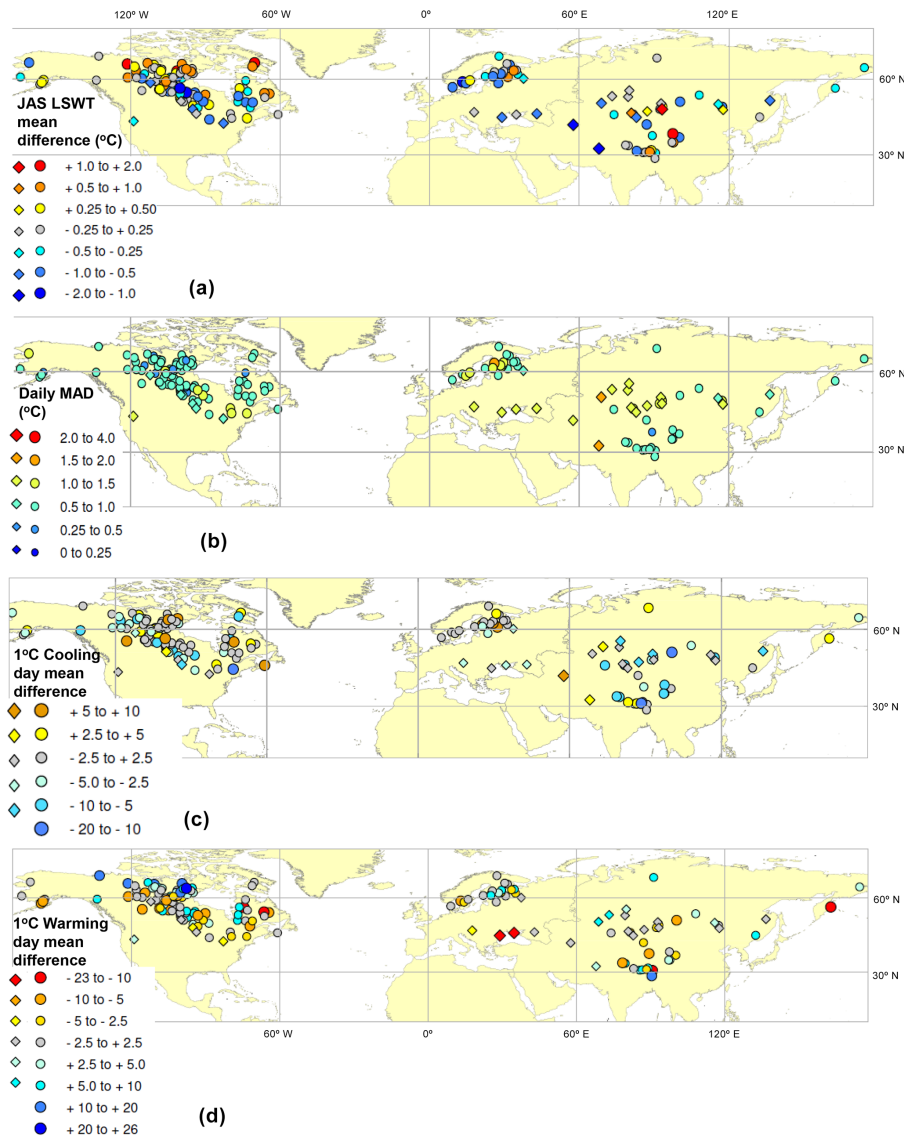 120°W 60°W 0° 60° E 120° E
60° N
JAS LSWT
mean
difference (ºC)
+ 1.0 to + 2.0
+ 0.5 to + 1.0
+ 0.25 to + 0.50
- 0.25 to + 0.25
- 0.5 to - 0.25
- 1.0 to - 0.5
- 2.0 to - 1.0
30° N
(a)
60° N
Daily MAD
(ºC)
2.0 to 4.0
1.5 to 2.0
1.0 to 1.5
0.5 to 1.0
0.25 to 0.5
0 to 0.25
30° N
(b)
60° N
1ºC Cooling
day mean
difference
+ 5 to + 10
+ 2.5 to + 5
- 2.5 to + 2.5
- 5.0 to - 2.5
- 10 to - 5
- 20 to - 10
30° N
(c)
60° N
1ºC Warming
day mean
difference
-23 to - 10
- 10 to - 5
- 5 to - 2.5
- 2.5 to + 2.5
+ 2.5 to + 5.0
+ 5.0 to + 10
+ 10 to + 20
+ 20 to + 26
30° N
60° W 0° 60° E 120° E
(d)